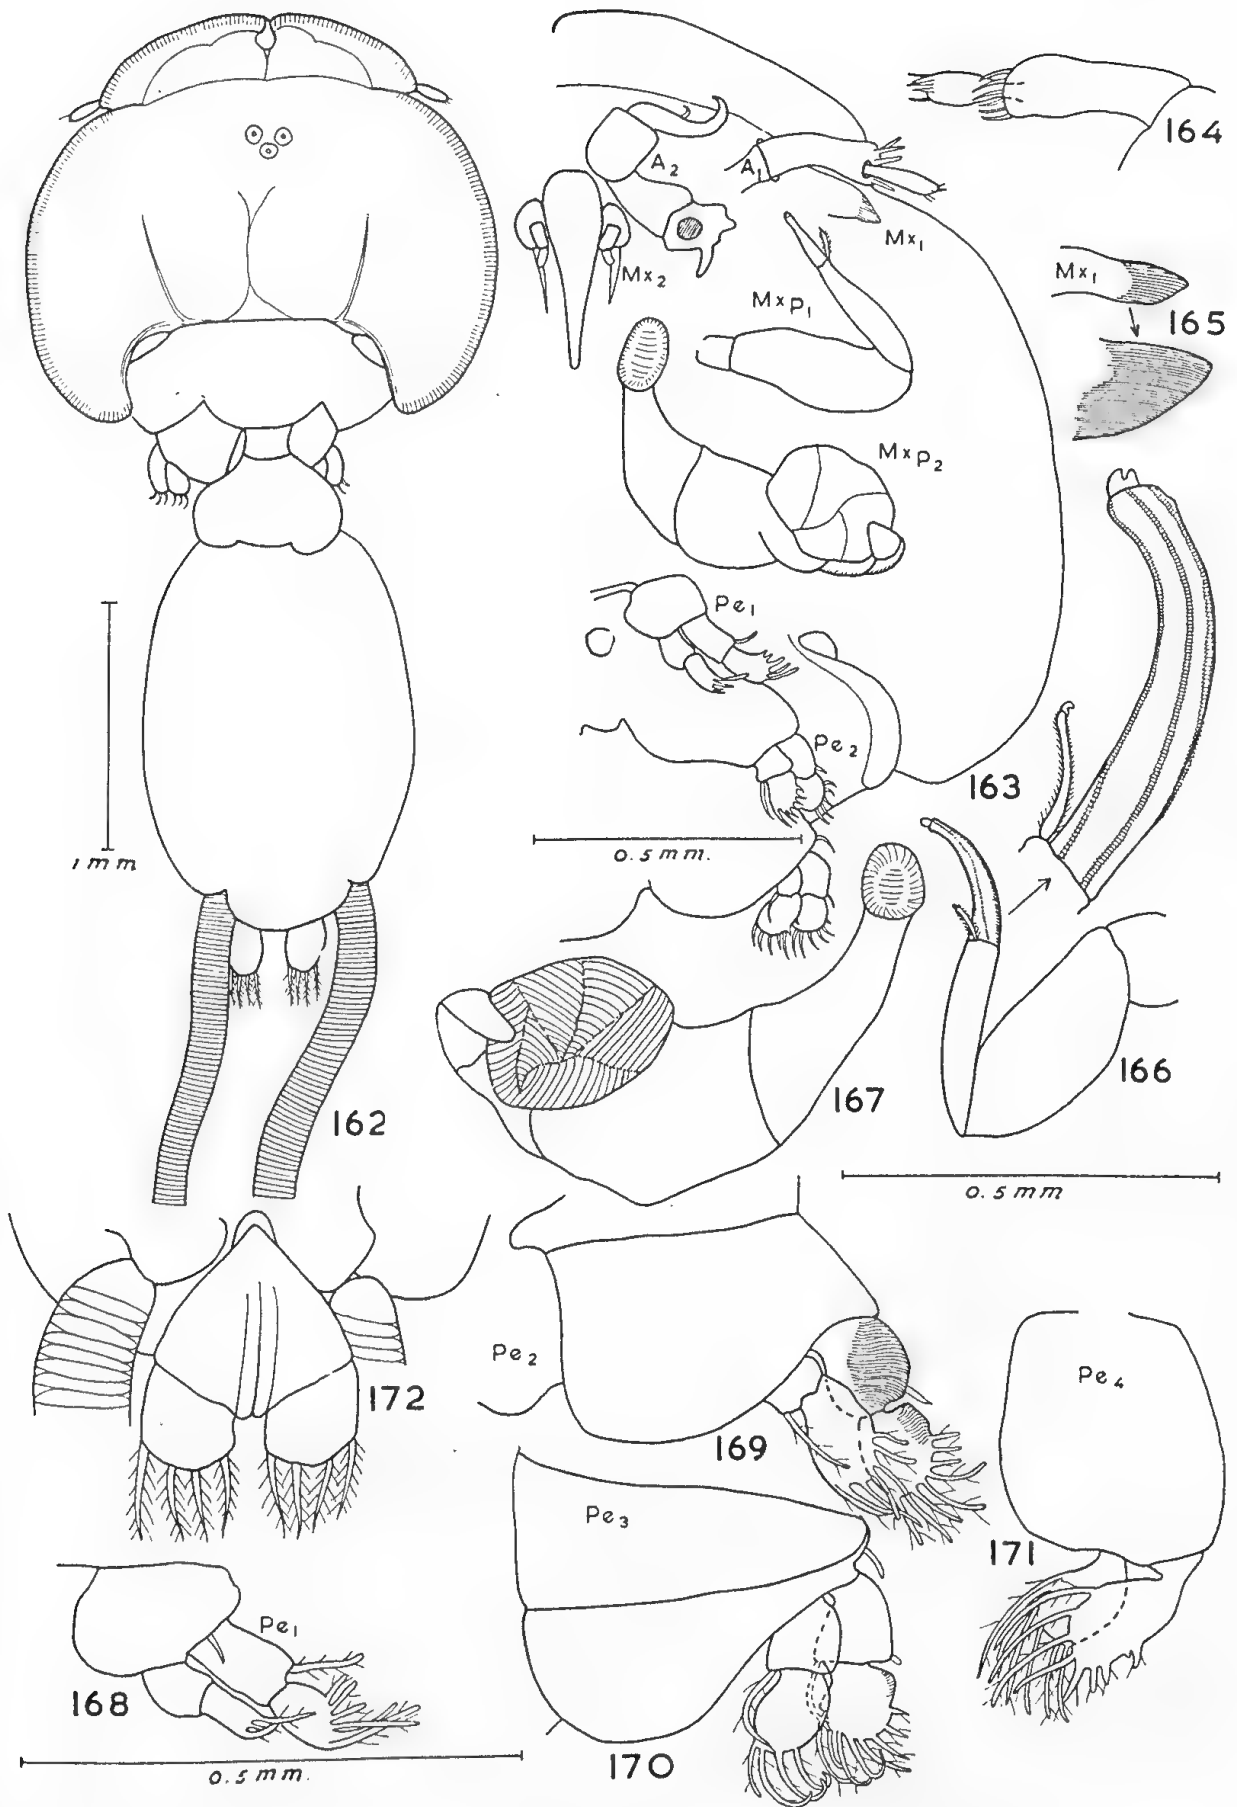 164
A₂
A₁
Mx₁
Mx₂
Mxp₁
Mx₁
165
Mxp₂
Pe₁
Pe₂
163
1 mm
0.5 mm.
162
167
166
0.5 mm
Pe₂
172
169
Pe₄
Pe₃
171
Pe₁
168
170
0.5 mm.